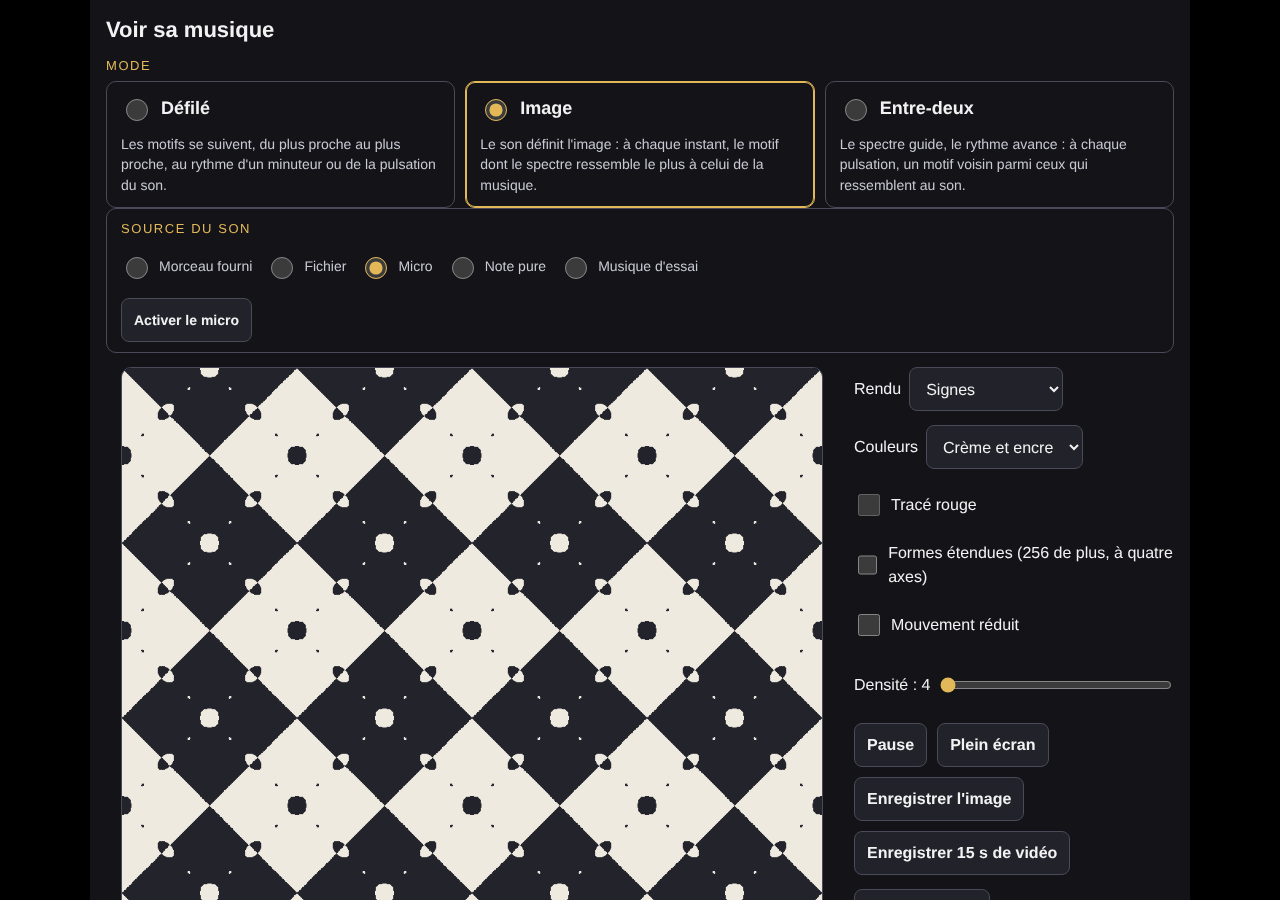 Voir sa musique
MODE
Défilé
Les motifs se suivent, du plus proche au plus
proche, au rythme d'un minuteur ou de la pulsation
du son.
Image
Le son définit l'image : à chaque instant, le motif
dont le spectre ressemble le plus à celui de la
musique.
Entre-deux
Le spectre guide, le rythme avance : à chaque
pulsation, un motif voisin parmi ceux qui
ressemblent au son.
SOURCE DU SON
Morceau fourni
Fichier
Micro
Note pure
Musique d'essai
Activer le micro
Rendu
Signes
Couleurs
Crème et encre
Tracé rouge
Formes étendues (256 de plus, à quatre
axes)
Mouvement réduit
Densité : 4
Pause
Plein écran
Enregistrer l'image
Enregistrer 15 s de vidéo